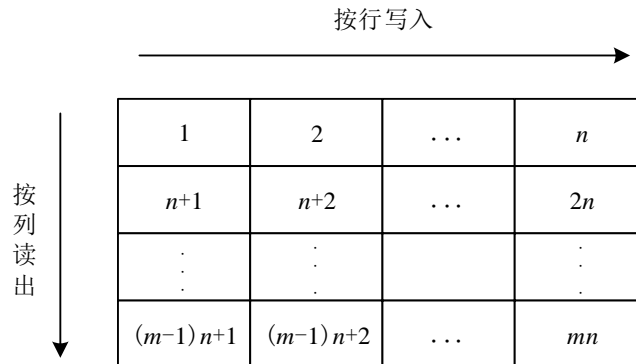 按行写入
按列读出
1 2 ... n
n+1 n+2 ... 2n
⋮ ⋮ ⋮
(m-1)n+1 (m-1)n+2 ... mn